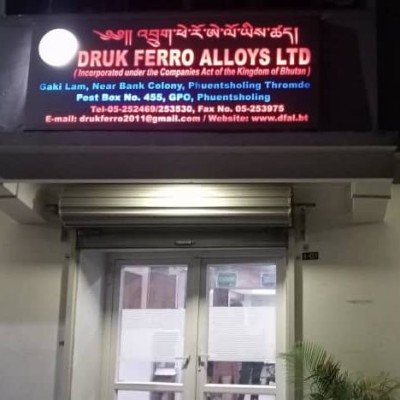 ༄༅།། འབྲུག་ཕེ་རོ་ཨེ་ལོ་ཡིས་ཚད།
DRUK FERRO ALLOYS LTD
( Incorporated under the Companies Act of the Kingdom of Bhutan )
Gaki Lam, Near Bank Colony, Phuentsholing Thromde
Post Box No. 455, GPO, Phuentsholing
Tel-05-252469/253530, Fax No. 05-253975
E-mail: drukferro2011@gmail.com / Website: www.dfal.bt